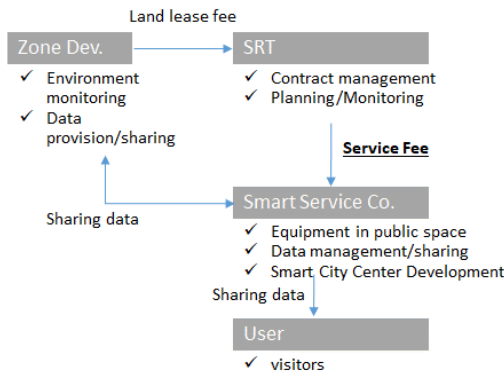 Land lease fee
Zone Dev.
✓ Environment
monitoring
✓ Data
provision/sharing
SRT
✓ Contract management
✓ Planning/Monitoring
Service Fee
Sharing data
Smart Service Co.
✓ Equipment in public space
✓ Data management/sharing
✓ Smart City Center Development
Sharing data
User
✓ visitors